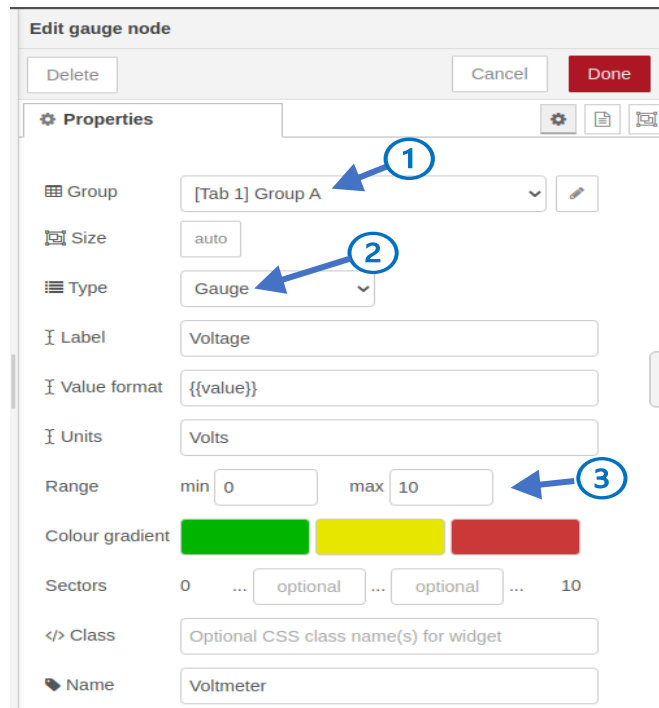 Edit gauge node
Delete Cancel Done
Properties
1
Group [Tab 1] Group A
Size auto
2
Type Gauge
Label Voltage
Value format {{value}}
Units Volts
Range min 0 max 10 3
Colour gradient
Sectors 0 ... optional ... optional ... 10
</> Class Optional CSS class name(s) for widget
Name Voltmeter